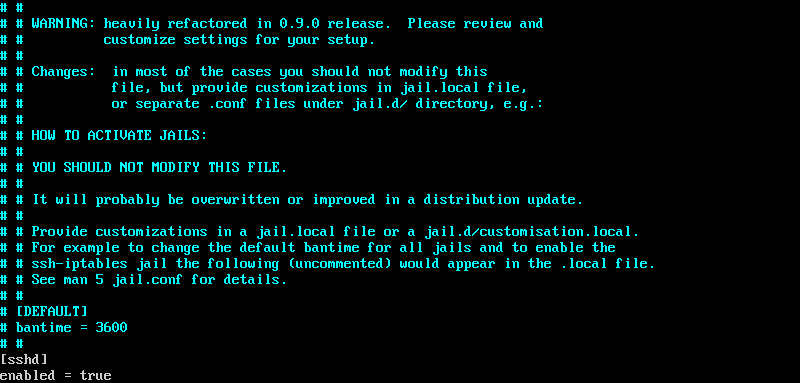 # #
# # WARNING: heavily refactored in 0.9.0 release.  Please review and
# #          customize settings for your setup.
# #
# # Changes:  in most of the cases you should not modify this
# #           file, but provide customizations in jail.local file,
# #           or separate .conf files under jail.d/ directory, e.g.:
# #
# # HOW TO ACTIVATE JAILS:
# #
# # YOU SHOULD NOT MODIFY THIS FILE.
# #
# # It will probably be overwritten or improved in a distribution update.
# #
# # Provide customizations in a jail.local file or a jail.d/customisation.local.
# # For example to change the default bantime for all jails and to enable the
# # ssh-iptables jail the following (uncommented) would appear in the .local file.
# # See man 5 jail.conf for details.
# #
# [DEFAULT]
# bantime = 3600
# #
[sshd]
enabled = true